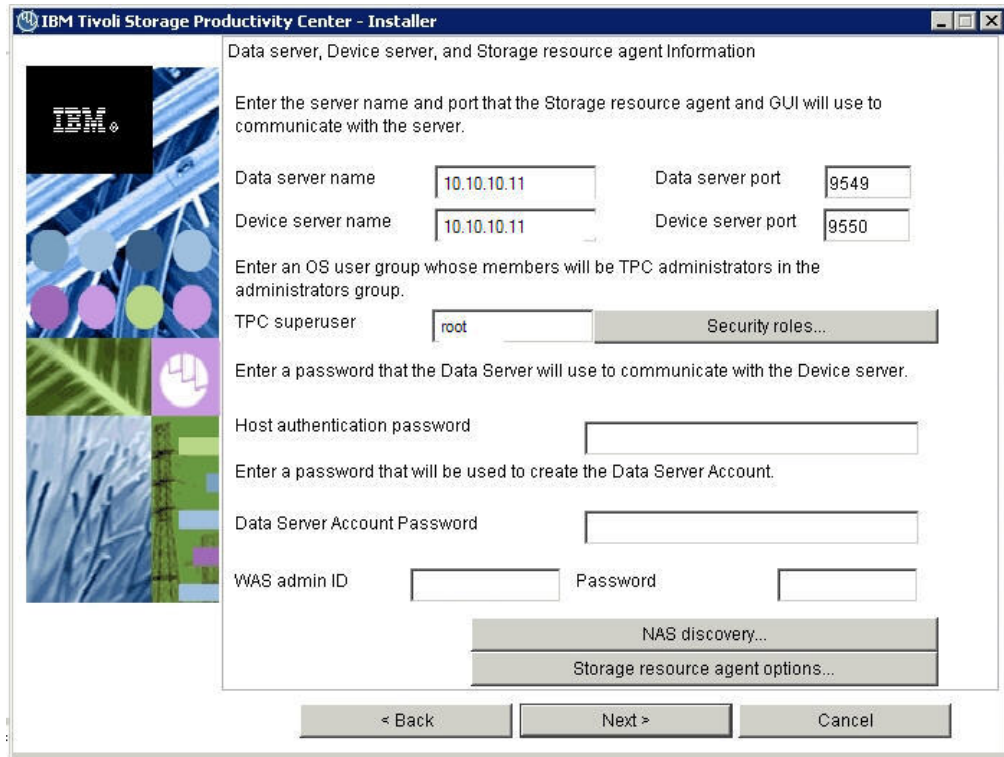 IBM Tivoli Storage Productivity Center - Installer
Data server, Device server, and Storage resource agent Information
IBM®
Enter the server name and port that the Storage resource agent and GUI will use to
communicate with the server.
Data server name 10.10.10.11 Data server port 9549
Device server name 10.10.10.11 Device server port 9550
Enter an OS user group whose members will be TPC administrators in the
administrators group.
TPC superuser root Security roles...
Enter a password that the Data Server will use to communicate with the Device server.
Host authentication password
Enter a password that will be used to create the Data Server Account.
Data Server Account Password
WAS admin ID Password
NAS discovery...
Storage resource agent options...
< Back Next > Cancel